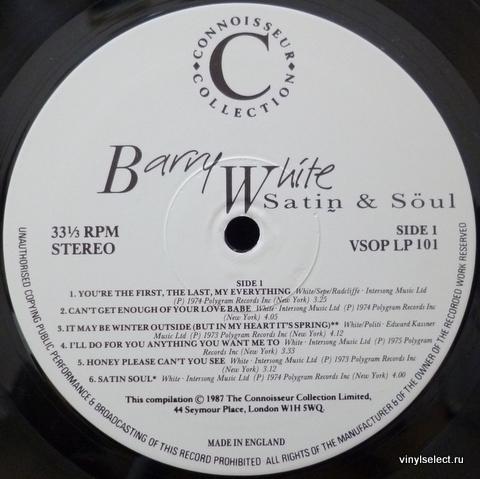 CONNOISSEUR
C
COLLECTION
Barry White
Satin & Söul
33⅓ RPM
STEREO
SIDE 1
VSOP LP 101
SIDE 1
1. YOU'RE THE FIRST, THE LAST, MY EVERYTHING White/Sepe/Radcliffe · Intersong Music Ltd
(P) 1974 Polygram Records Inc (New York) 3.25
2. CAN'T GET ENOUGH OF YOUR LOVE BABE White · Intersong Music Ltd (P) 1974 Polygram Records Inc
(New York) 4.05
3. IT MAY BE WINTER OUTSIDE (BUT IN MY HEART IT'S SPRING)** White/Politi · Edward Kassner
Music Ltd (P) 1973 Polygram Records Inc (New York) 4.10
4. I'LL DO FOR YOU ANYTHING YOU WANT ME TO White · Intersong Music Ltd (P) 1975 Polygram
Records Inc (New York) 3.33
5. HONEY PLEASE CAN'T YOU SEE White · Intersong Music Ltd (P) 1973 Polygram Records Inc
(New York) 3.12
6. SATIN SOUL* White · Intersong Music Ltd (P) 1974 Polygram Records Inc (New York) 4.00
This compilation © 1987 The Connoisseur Collection Limited,
44 Seymour Place, London W1H 5WQ.
MADE IN ENGLAND
UNAUTHORISED COPYING PUBLIC PERFORMANCE & BROADCASTING OF THIS RECORD PROHIBITED ALL RIGHTS OF THE MANUFACTURER & OF THE OWNER OF THE RECORDED WORK RESERVED
vinylselect.ru